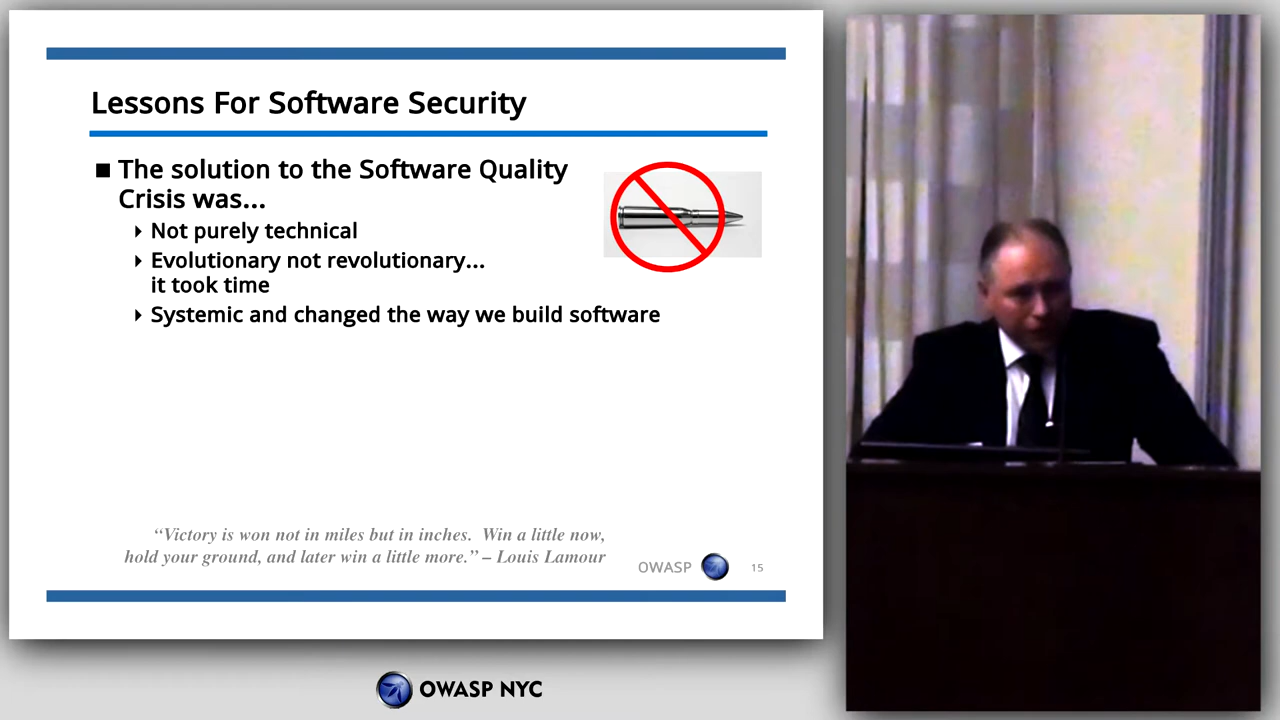 Lessons For Software Security
The solution to the Software Quality
Crisis was...
Not purely technical
Evolutionary not revolutionary...
it took time
Systemic and changed the way we build software
“Victory is won not in miles but in inches.  Win a little now,
hold your ground, and later win a little more.” – Louis Lamour
OWASP
15
OWASP NYC